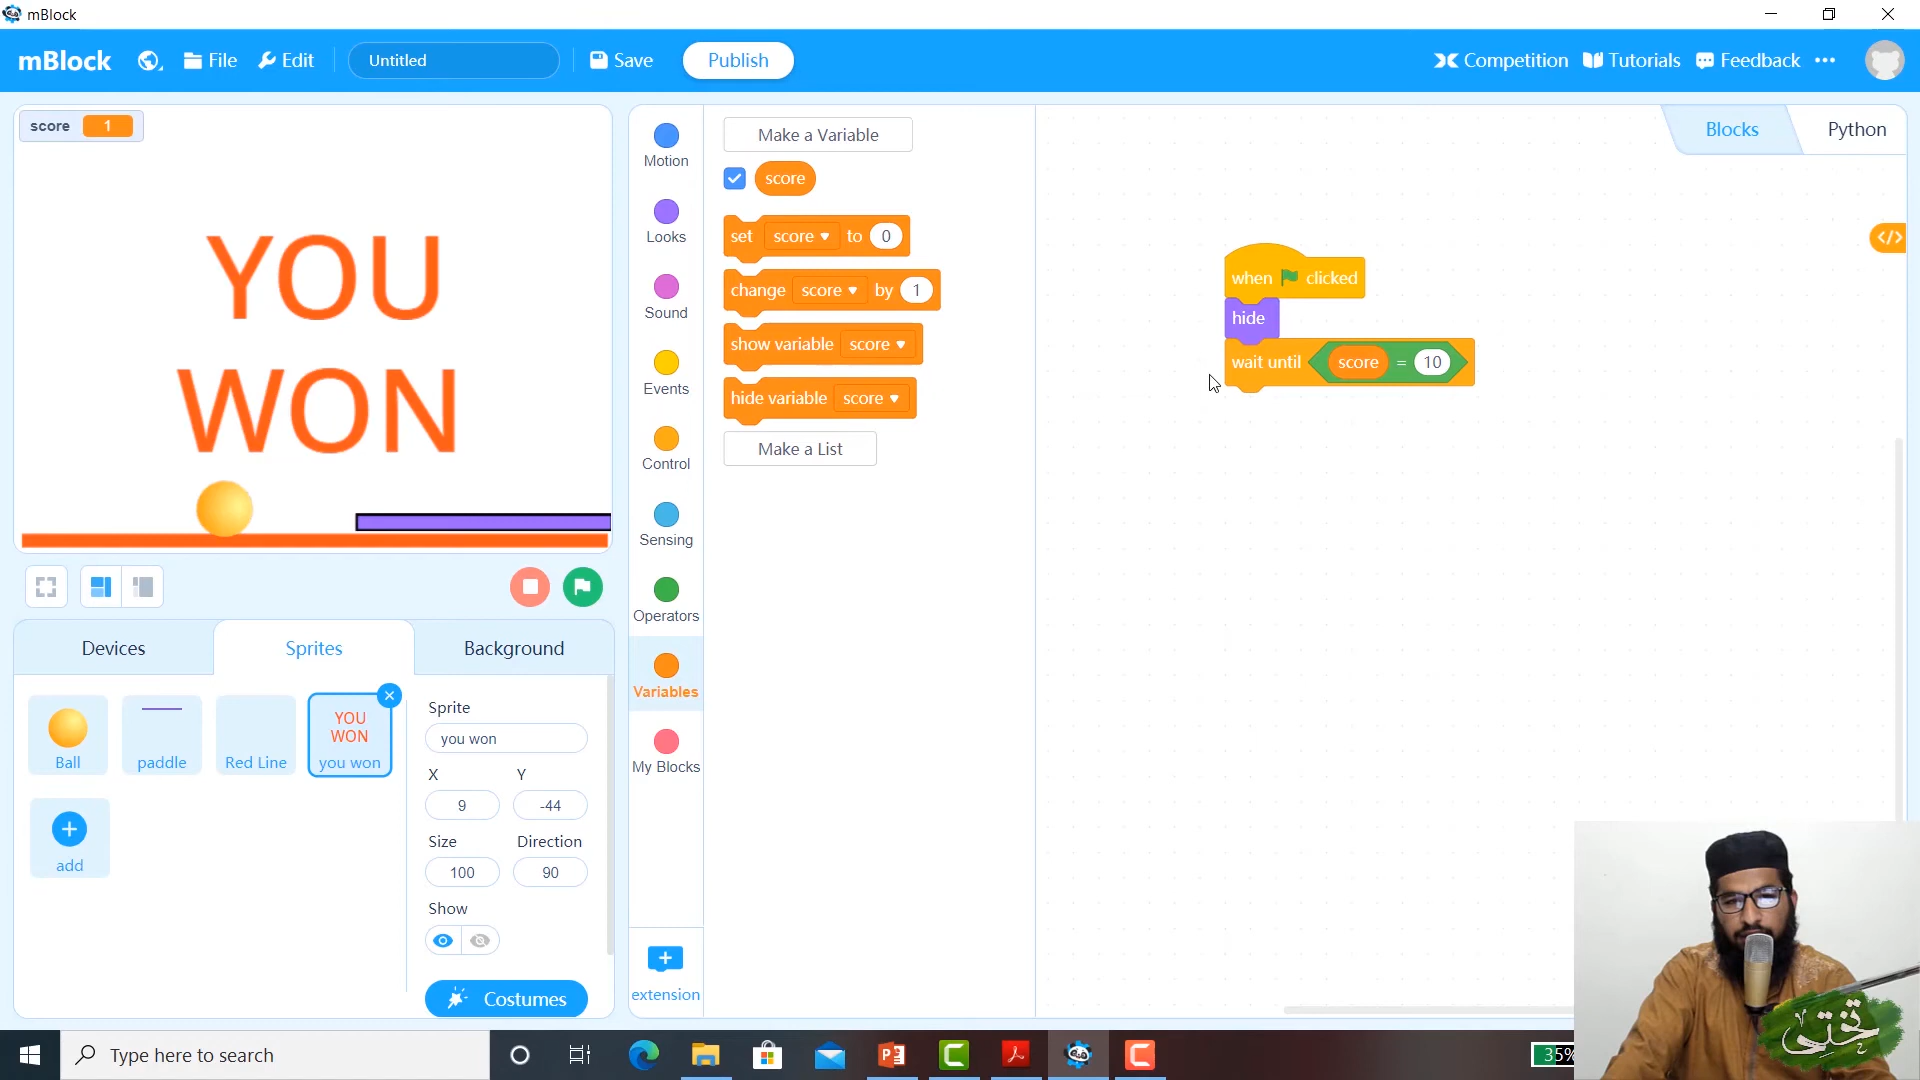 mBlock
mBlock
File
Edit
Untitled
Save
Publish
Competition
Tutorials
Feedback
score 1
YOU
WON
Devices
Sprites
Background
Ball
paddle
Red Line
YOU
WON
you won
add
Sprite
you won
X
Y
9
-44
Size
Direction
100
90
Show
Costumes
Motion
Looks
Sound
Events
Control
Sensing
Operators
Variables
My Blocks
extension
Make a Variable
score
set score to 0
change score by 1
show variable score
hide variable score
Make a List
Blocks
Python
</>
when clicked
hide
wait until score = 10
Type here to search
35%